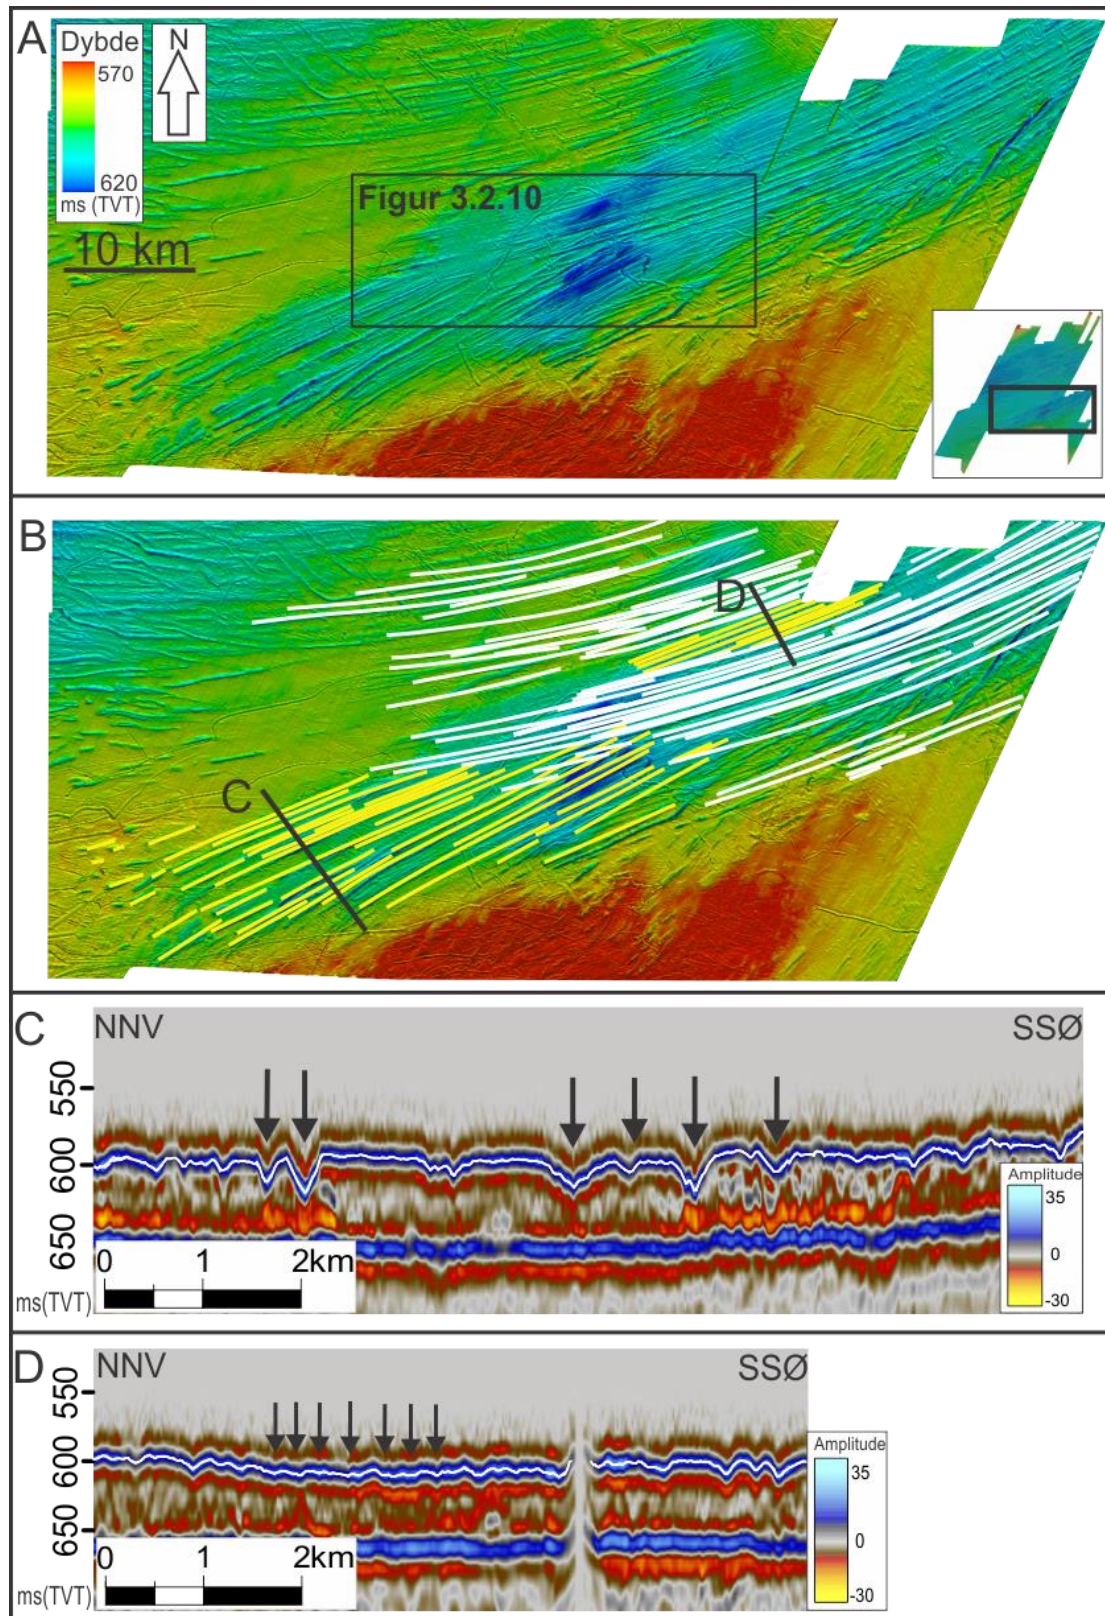 A
Dybde
570
620
ms (TVT)
N
10 km
Figur 3.2.10
B
D
C
C
NNV
SSØ
550
600
650
ms(TVT)
0 1 2km
Amplitude
35
0
-30
D
NNV
SSØ
550
600
650
ms(TVT)
0 1 2km
Amplitude
35
0
-30